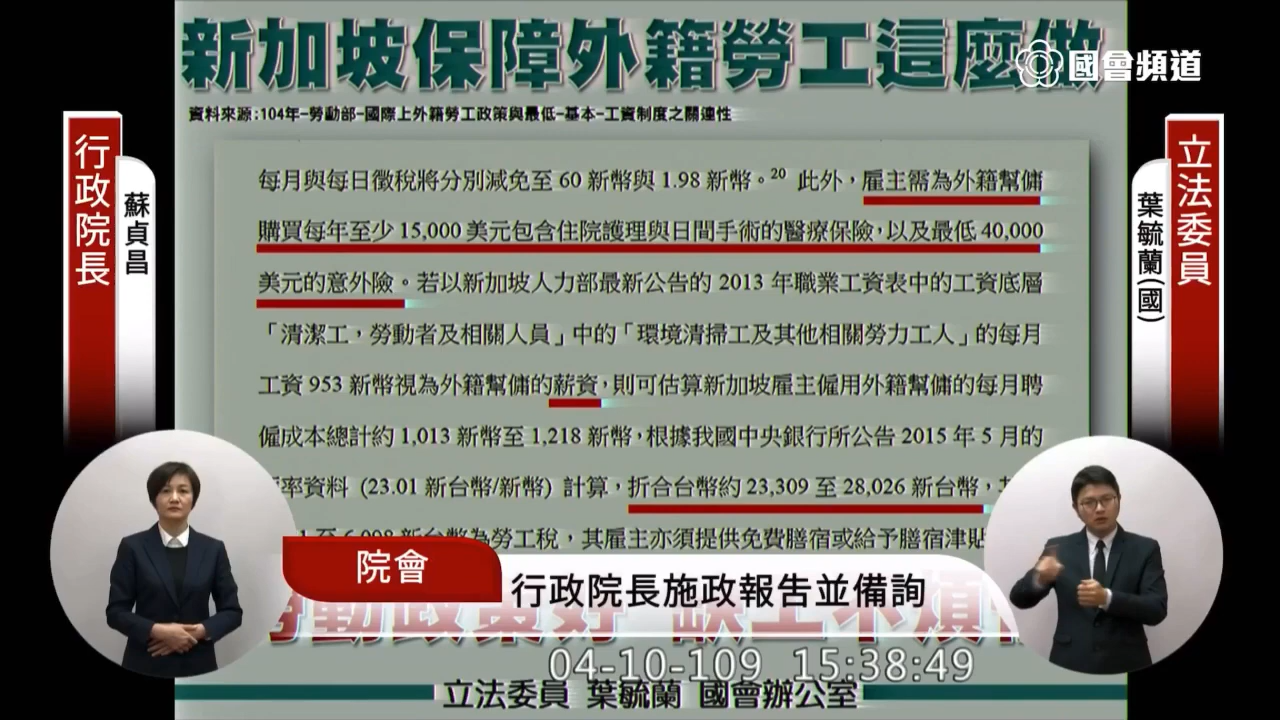 新加坡保障外籍勞工這麼做
國會頻道
資料來源:104年-勞動部-國際上外籍勞工政策與最低-基本-工資制度之關連性
行政院長
蘇貞昌
立法委員
葉毓蘭(國)
每月與每日徵稅將分別減免至 60 新幣與 1.98 新幣。20 此外,雇主需為外籍幫傭
購買每年至少 15,000 美元包含住院護理與日間手術的醫療保險,以及最低 40,000
美元的意外險。若以新加坡人力部最新公告的 2013 年職業工資表中的工資底層
「清潔工,勞動者及相關人員」中的「環境清掃工及其他相關勞力工人」的每月
工資 953 新幣視為外籍幫傭的薪資,則可估算新加坡雇主僱用外籍幫傭的每月聘
僱成本總計約 1,013 新幣至 1,218 新幣,根據我國中央銀行所公告 2015 年 5 月的
率資料 (23.01 新台幣/新幣) 計算,折合台幣約 23,309 至 28,026 新台幣,
新台幣為勞工稅,其雇主亦須提供免費膳宿或給予膳宿津貼
院會
行政院長施政報告並備詢
04-10-109 15:38:49
立法委員 葉毓蘭 國會辦公室